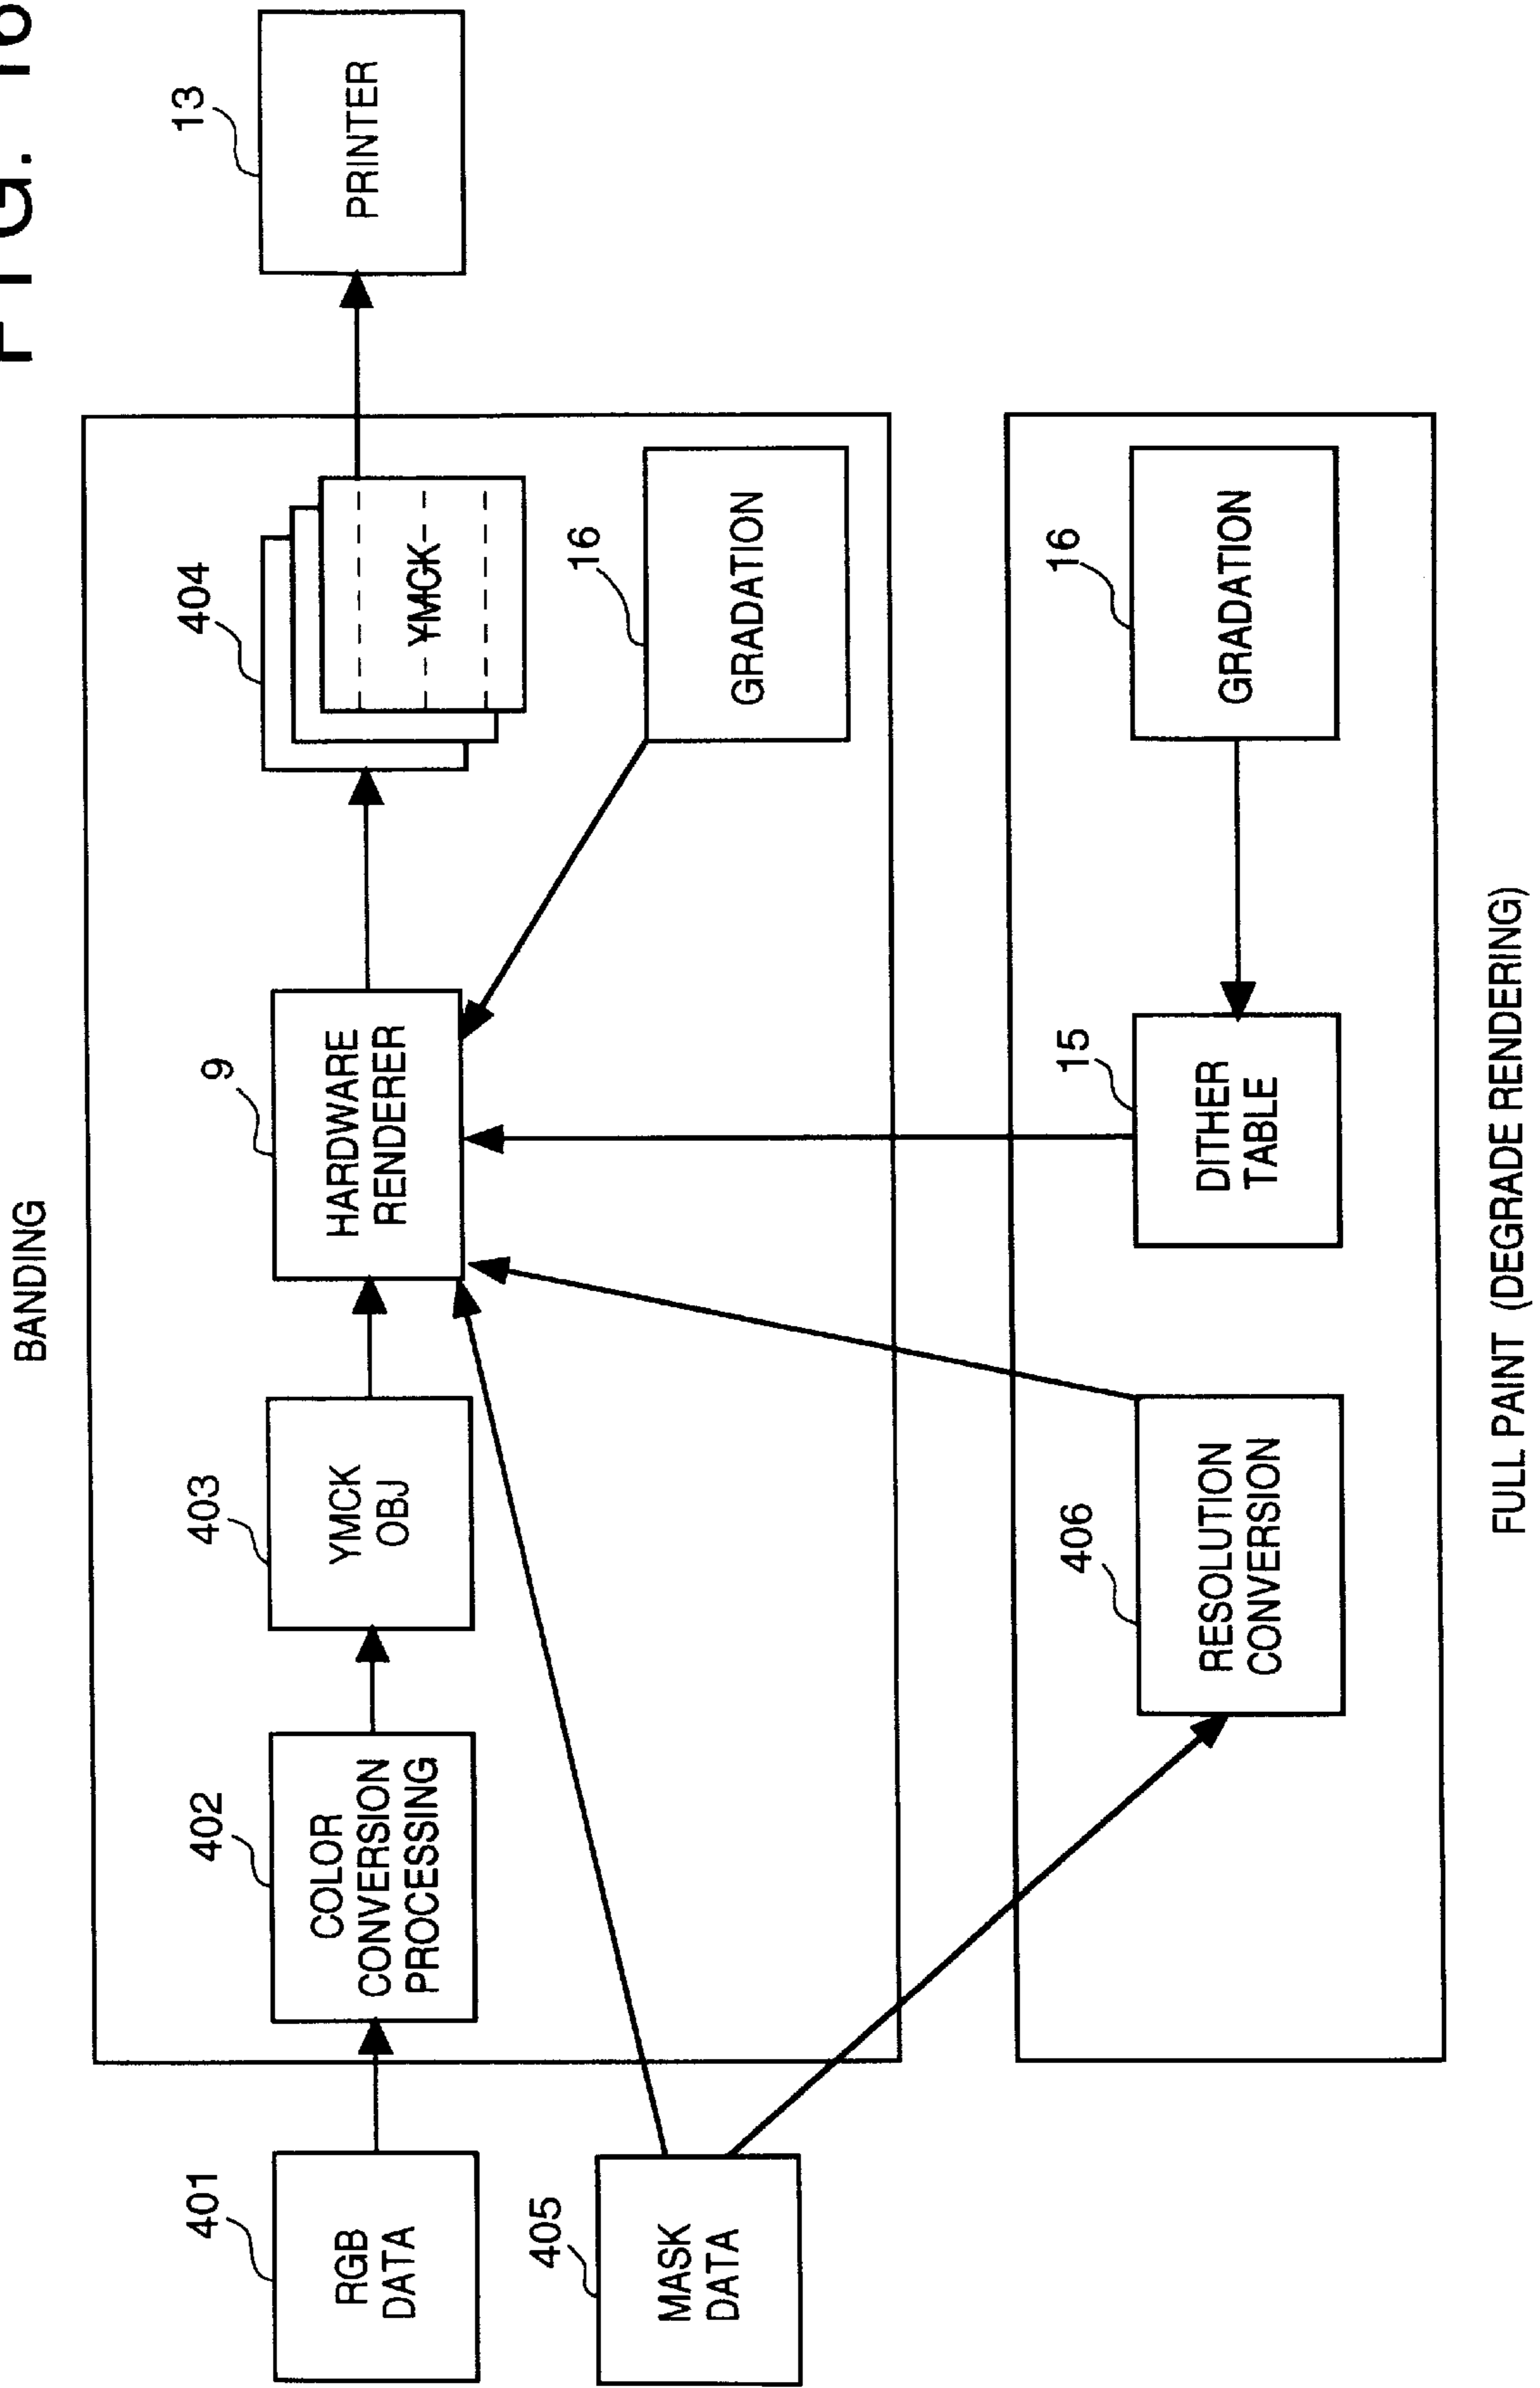 FIG. 16
BANDING
401
RGB
DATA
402
COLOR
CONVERSION
PROCESSING
403
YMCK
OBJ
9
HARDWARE
RENDERER
404
YMCK
13
PRINTER
405
MASK
DATA
16
GRADATION
406
RESOLUTION
CONVERSION
15
DITHER
TABLE
16
GRADATION
FULL PAINT (DEGRADE RENDERING)